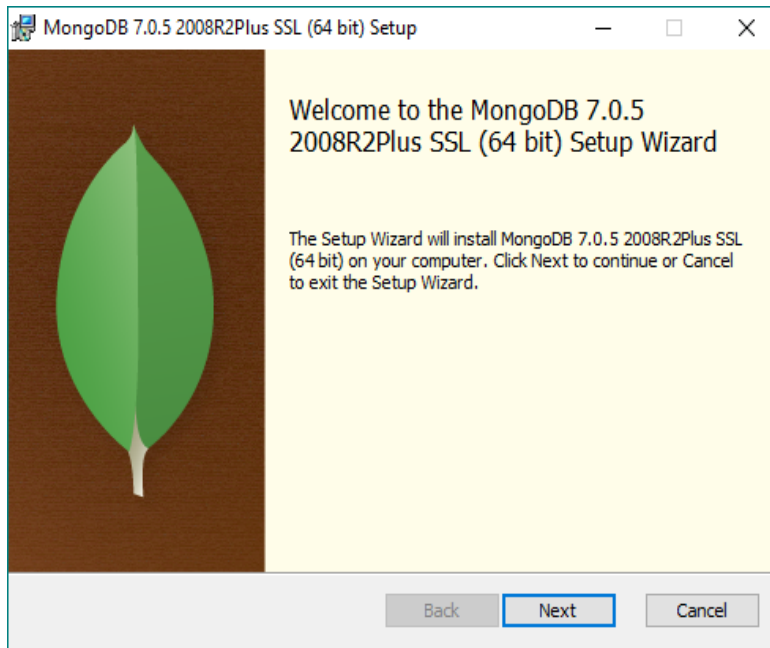 MongoDB 7.0.5 2008R2Plus SSL (64 bit) Setup
Welcome to the MongoDB 7.0.5
2008R2Plus SSL (64 bit) Setup Wizard
The Setup Wizard will install MongoDB 7.0.5 2008R2Plus SSL
(64 bit) on your computer. Click Next to continue or Cancel
to exit the Setup Wizard.
Back Next Cancel